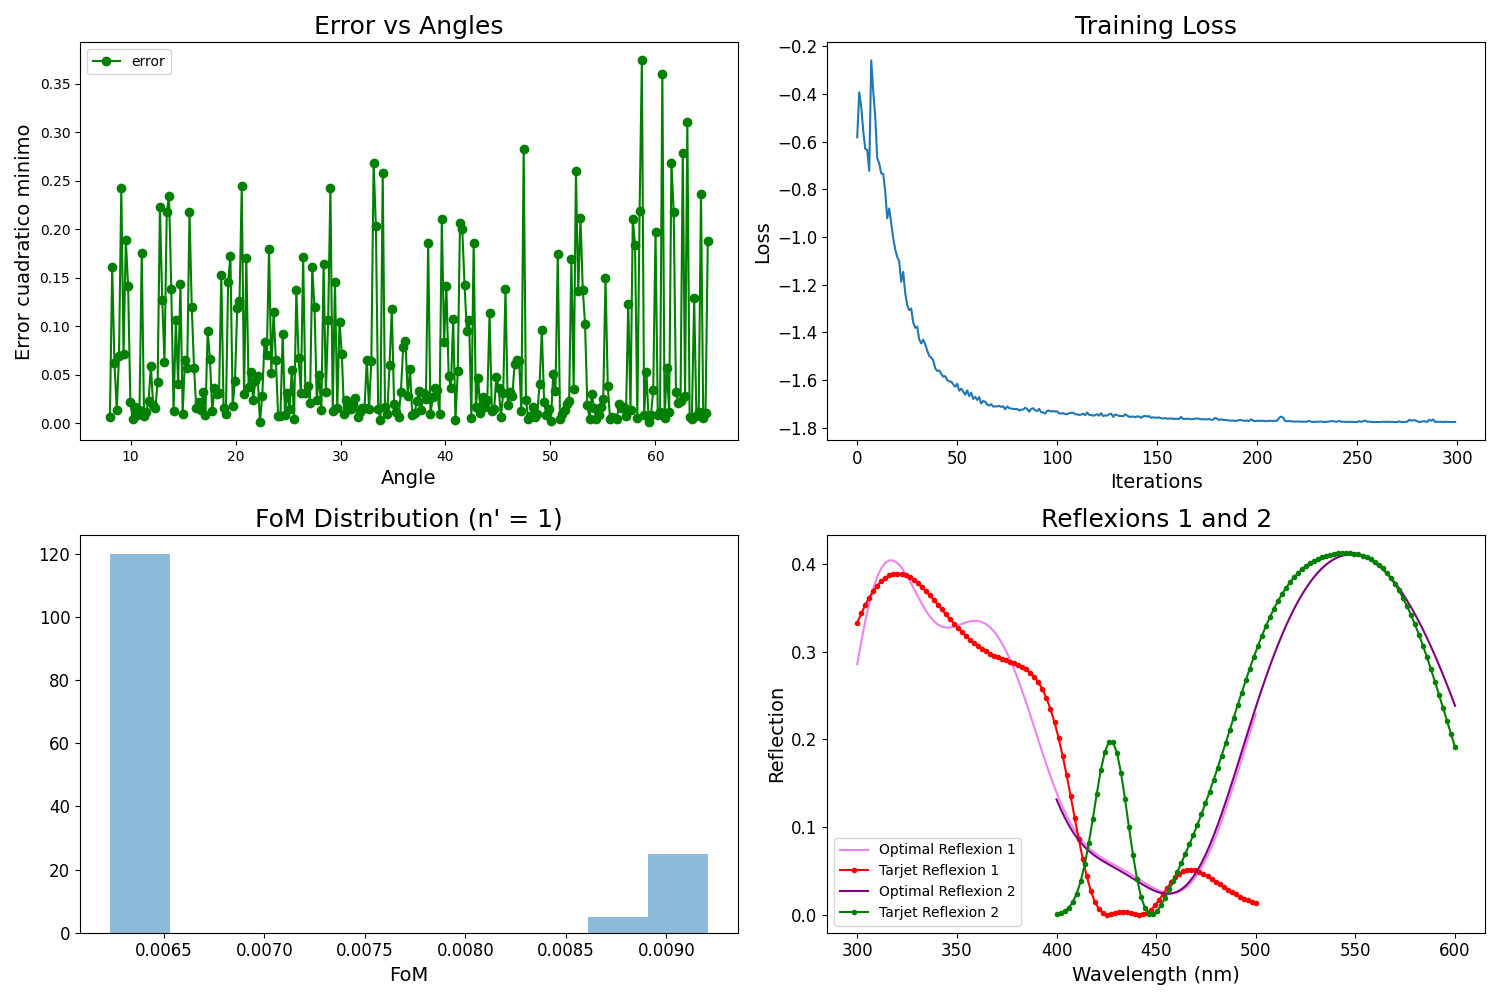 Error vs Angles
error
Error cuadratico minimo
0.35
0.30
0.25
0.20
0.15
0.10
0.05
0.00
10 20 30 40 50 60
Angle
Training Loss
Loss
−0.2
−0.4
−0.6
−0.8
−1.0
−1.2
−1.4
−1.6
−1.8
0 50 100 150 200 250 300
Iterations
FoM Distribution (n' = 1)
120
100
80
60
40
20
0
0.0065 0.0070 0.0075 0.0080 0.0085 0.0090
FoM
Reflexions 1 and 2
Reflection
0.4
0.3
0.2
0.1
0.0
Optimal Reflexion 1
Tarjet Reflexion 1
Optimal Reflexion 2
Tarjet Reflexion 2
300 350 400 450 500 550 600
Wavelength (nm)